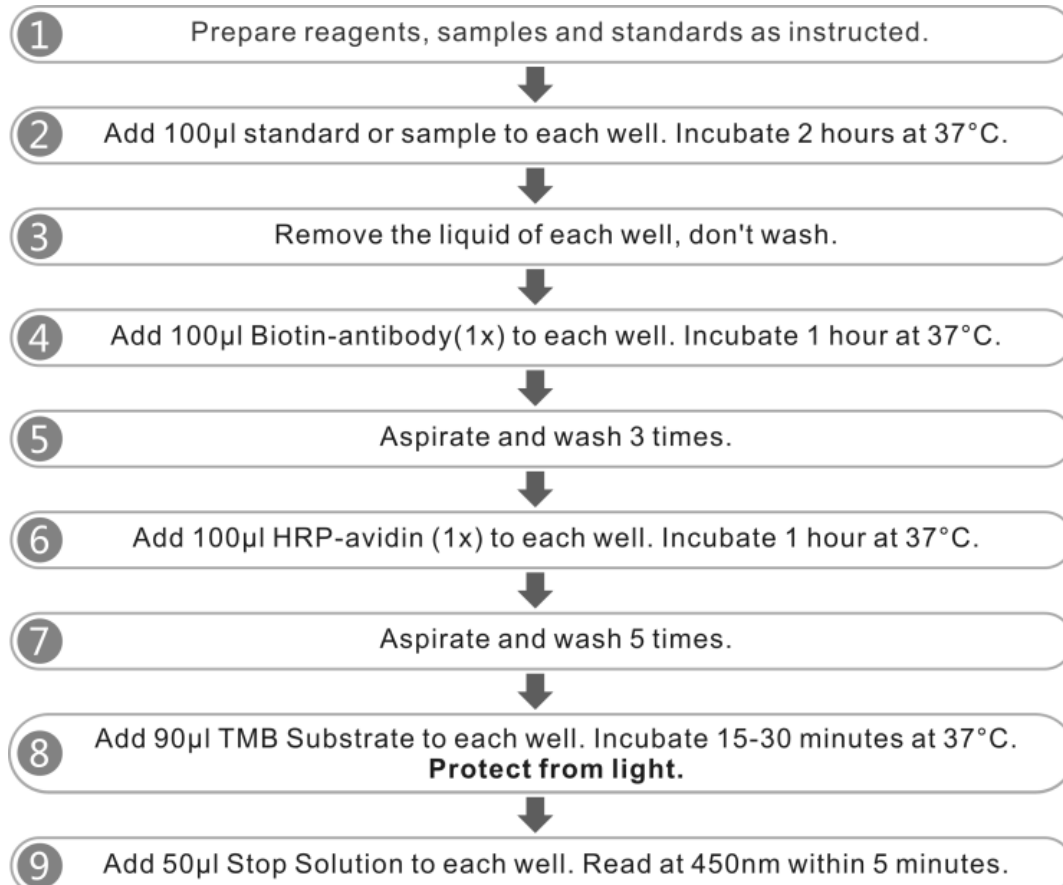 1 Prepare reagents, samples and standards as instructed.
2 Add 100µl standard or sample to each well. Incubate 2 hours at 37°C.
3 Remove the liquid of each well, don't wash.
4 Add 100µl Biotin-antibody(1x) to each well. Incubate 1 hour at 37°C.
5 Aspirate and wash 3 times.
6 Add 100µl HRP-avidin (1x) to each well. Incubate 1 hour at 37°C.
7 Aspirate and wash 5 times.
8 Add 90µl TMB Substrate to each well. Incubate 15-30 minutes at 37°C.
Protect from light.
9 Add 50µl Stop Solution to each well. Read at 450nm within 5 minutes.